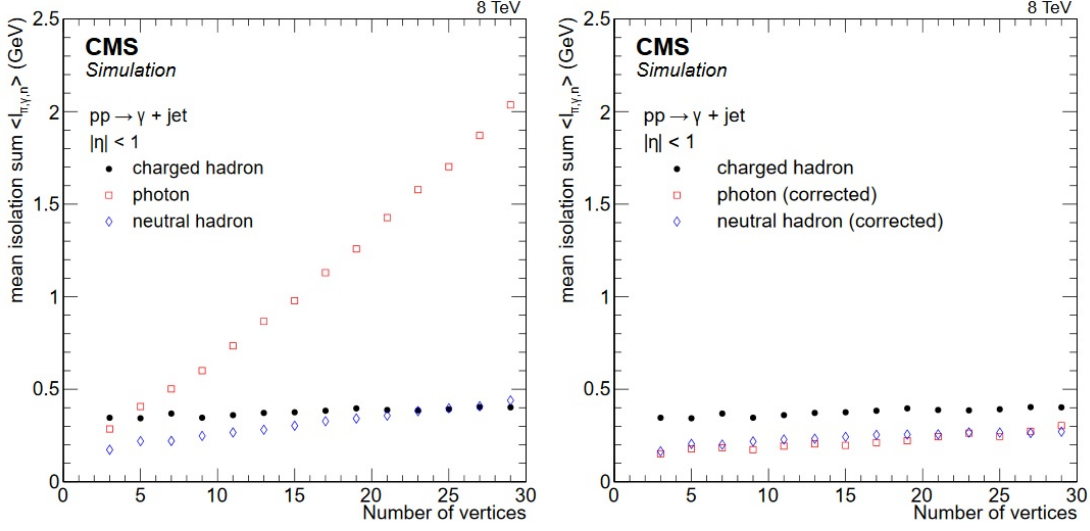 8 TeV
2.5
2
1.5
1
0.5
0
mean isolation sum <I_{π,γ,n}> (GeV)
CMS
Simulation
pp → γ + jet
|η| < 1
charged hadron
photon
neutral hadron
0 5 10 15 20 25 30
Number of vertices
8 TeV
2.5
2
1.5
1
0.5
0
mean isolation sum <I_{π,γ,n}> (GeV)
CMS
Simulation
pp → γ + jet
|η| < 1
charged hadron
photon (corrected)
neutral hadron (corrected)
0 5 10 15 20 25 30
Number of vertices